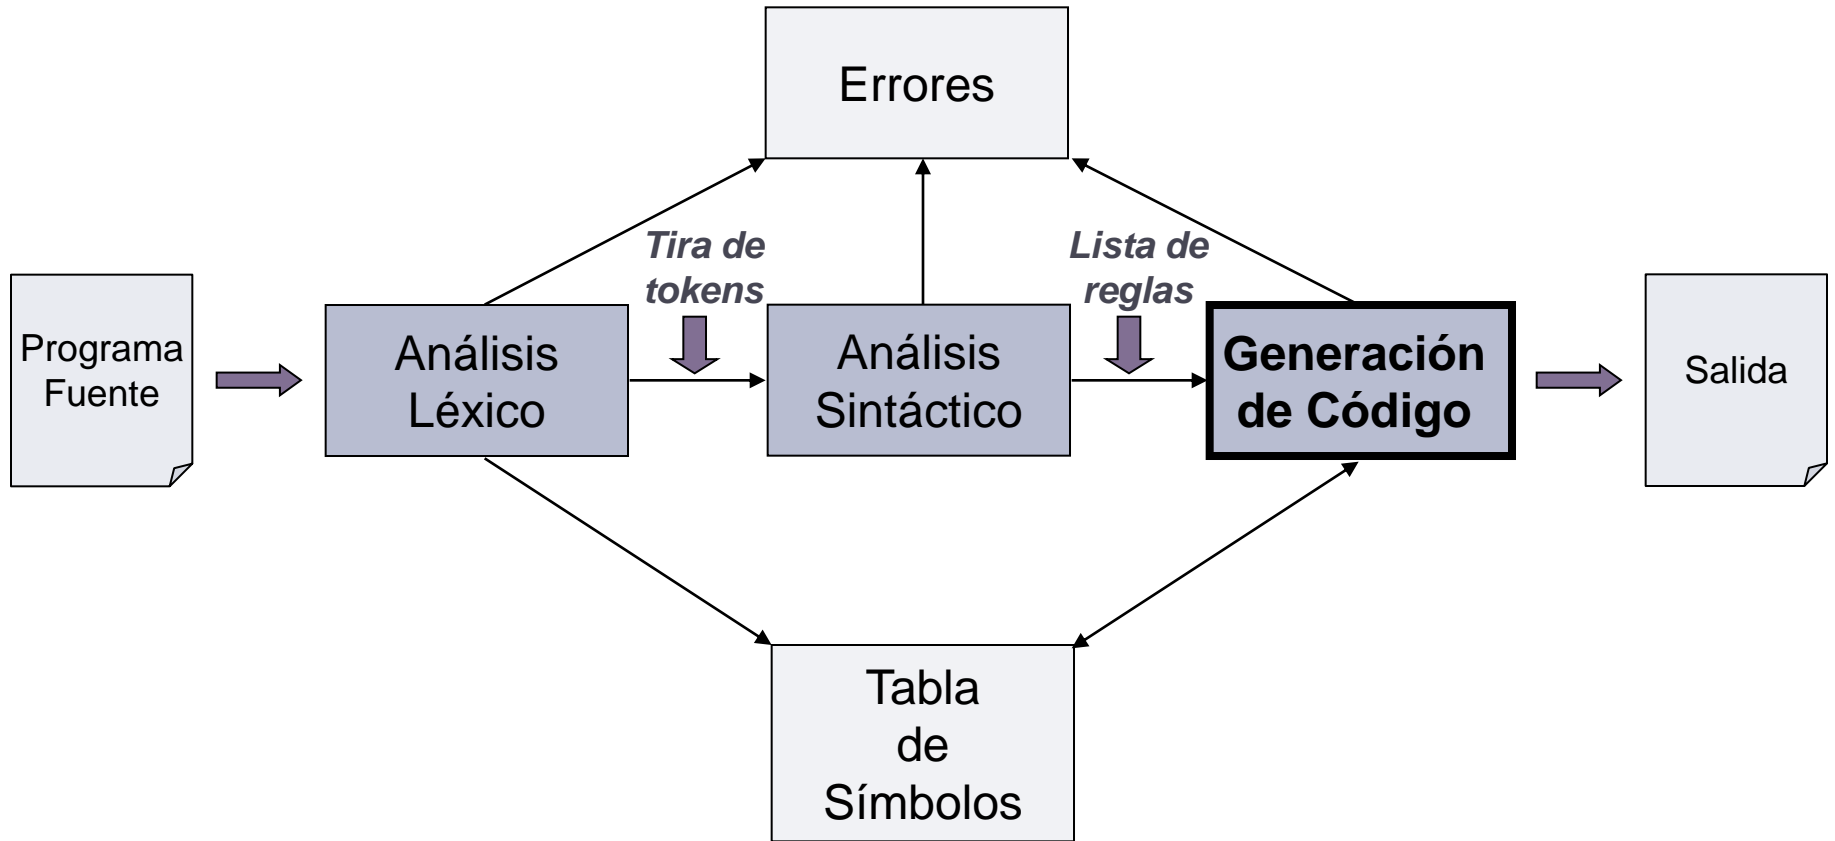 Errores
Tira de
tokens
Lista de
reglas
Programa
Fuente
Análisis
Léxico
Análisis
Sintáctico
Generación
de Código
Salida
Tabla
de
Símbolos